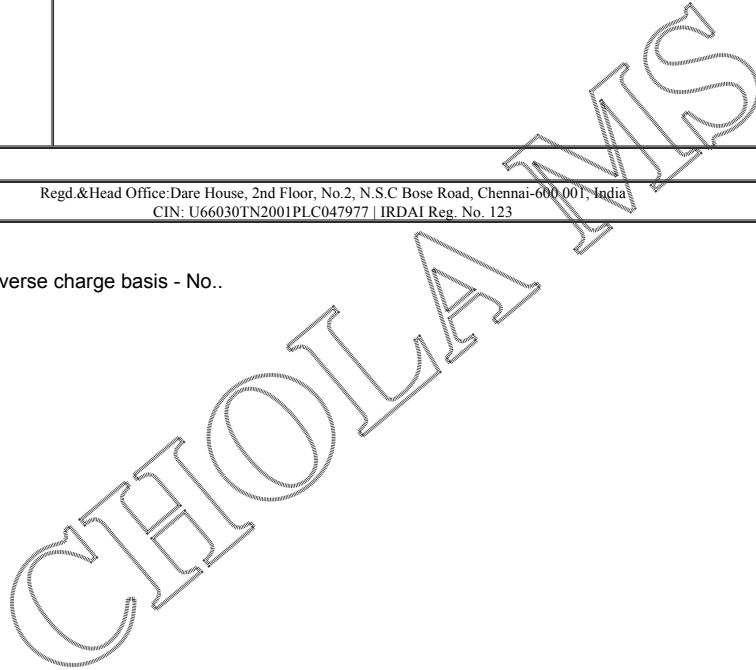 Regd.&Head Office:Dare House, 2nd Floor, No.2, N.S.C Bose Road, Chennai-600 001, India
CIN: U66030TN2001PLC047977 | IRDAI Reg. No. 123
verse charge basis - No..
CHOLA MS